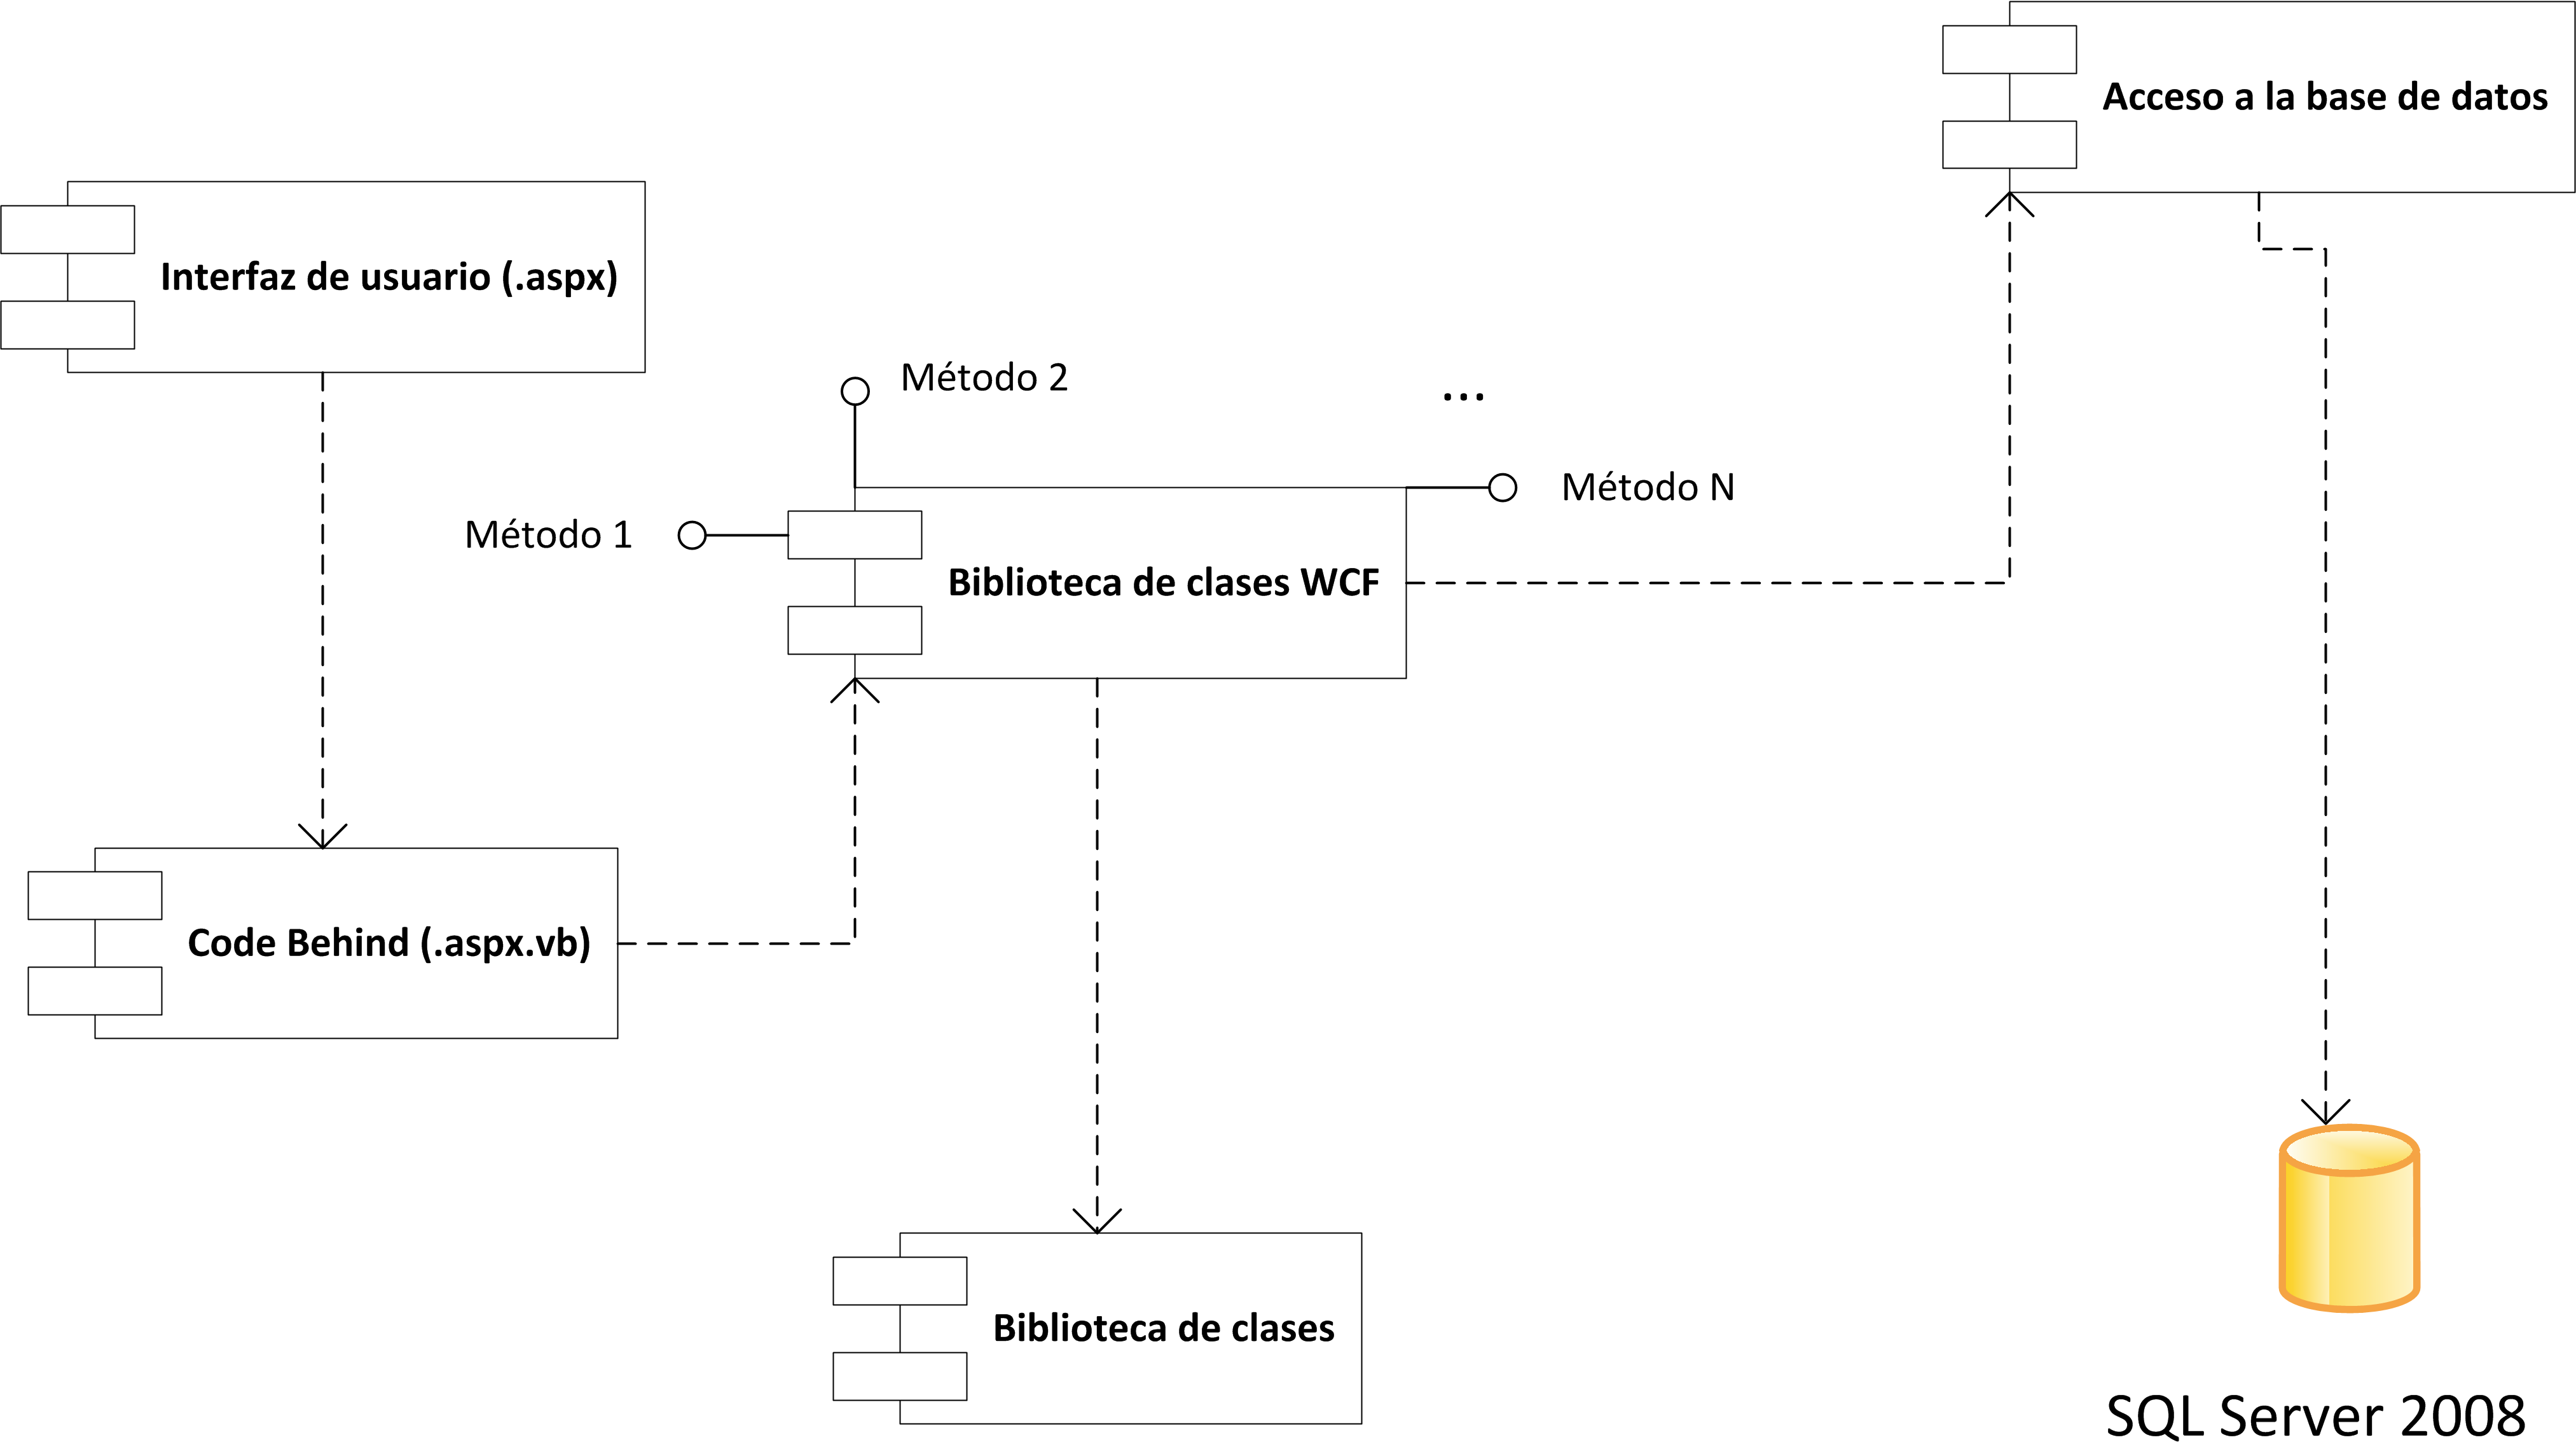 Acceso a la base de datos
Interfaz de usuario (.aspx)
Método 2
...
Método N
Método 1
Biblioteca de clases WCF
Code Behind (.aspx.vb)
Biblioteca de clases
SQL Server 2008